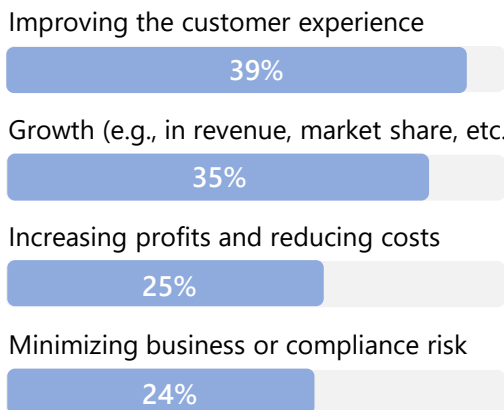 Improving the customer experience
39%
Growth (e.g., in revenue, market share, etc.
35%
Increasing profits and reducing costs
25%
Minimizing business or compliance risk
24%